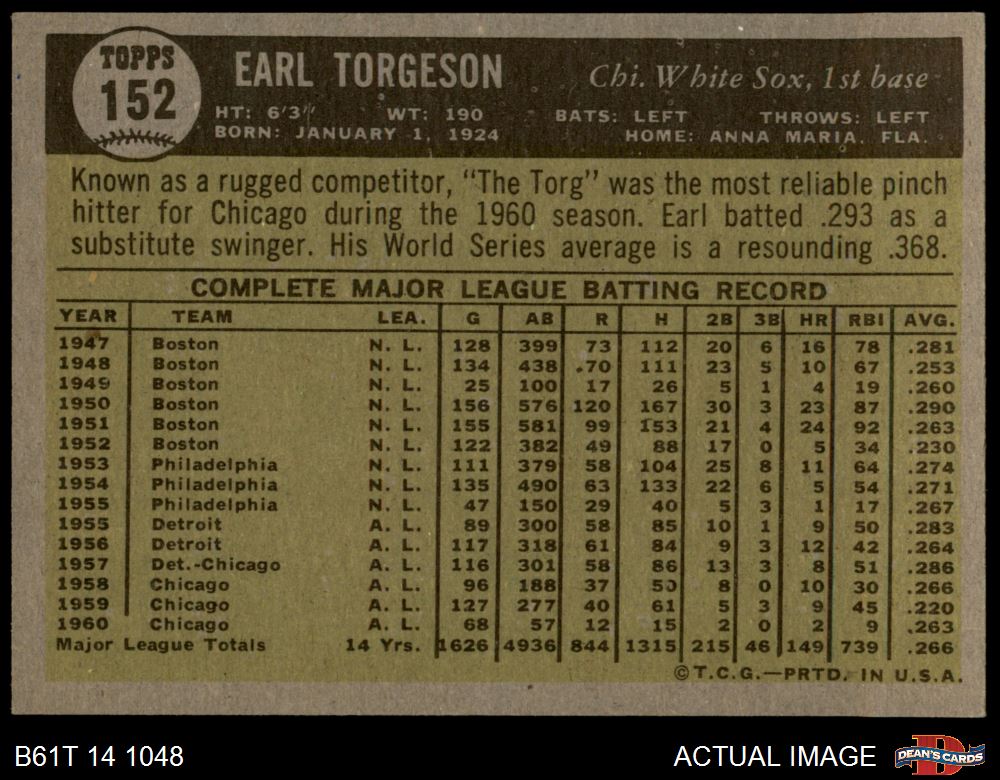 TOPPS
152
EARL TORGESON
Chi. White Sox, 1st base
HT: 6'3" WT: 190 BATS: LEFT THROWS: LEFT
BORN: JANUARY 1, 1924 HOME: ANNA MARIA, FLA.
Known as a rugged competitor, "The Torg" was the most reliable pinch
hitter for Chicago during the 1960 season. Earl batted .293 as a
substitute swinger. His World Series average is a resounding .368.
COMPLETE MAJOR LEAGUE BATTING RECORD
YEAR TEAM LEA. G AB R H 2B 3B HR RBI AVG.
1947 Boston N. L. 128 399 73 112 20 6 16 78 .281
1948 Boston N. L. 134 438 .70 111 23 5 10 67 .253
1949 Boston N. L. 25 100 17 26 5 1 4 19 .260
1950 Boston N. L. 156 576 120 167 30 3 23 87 .290
1951 Boston N. L. 155 581 99 153 21 4 24 92 .263
1952 Boston N. L. 122 382 49 88 17 0 5 34 .230
1953 Philadelphia N. L. 111 379 58 104 25 8 11 64 .274
1954 Philadelphia N. L. 135 490 63 133 22 6 5 54 .271
1955 Philadelphia N. L. 47 150 29 40 5 3 1 17 .267
1955 Detroit A. L. 89 300 58 85 10 1 9 50 .283
1956 Detroit A. L. 117 318 61 84 9 3 12 42 .264
1957 Det.-Chicago A. L. 116 301 58 86 13 3 8 51 .286
1958 Chicago A. L. 96 188 37 50 8 0 10 30 .266
1959 Chicago A. L. 127 277 40 61 5 3 9 45 .220
1960 Chicago A. L. 68 57 12 15 2 0 2 9 .263
Major League Totals 14 Yrs. 1626 4936 844 1315 215 46 149 739 .266
©T.C.G.—PRTD. IN U.S.A.
B61T 14 1048 ACTUAL IMAGE
D
DEAN'S CARDS